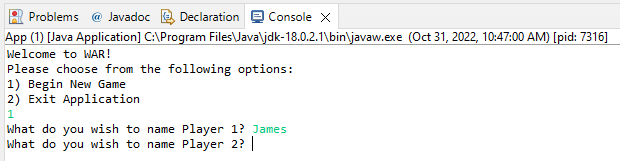 Problems @ Javadoc Declaration Console
App (1) [Java Application] C:\Program Files\Java\jdk-18.0.2.1\bin\javaw.exe (Oct 31, 2022, 10:47:00 AM) [pid: 7316]
Welcome to WAR!
Please choose from the following options:
1) Begin New Game
2) Exit Application
1
What do you wish to name Player 1? James
What do you wish to name Player 2?